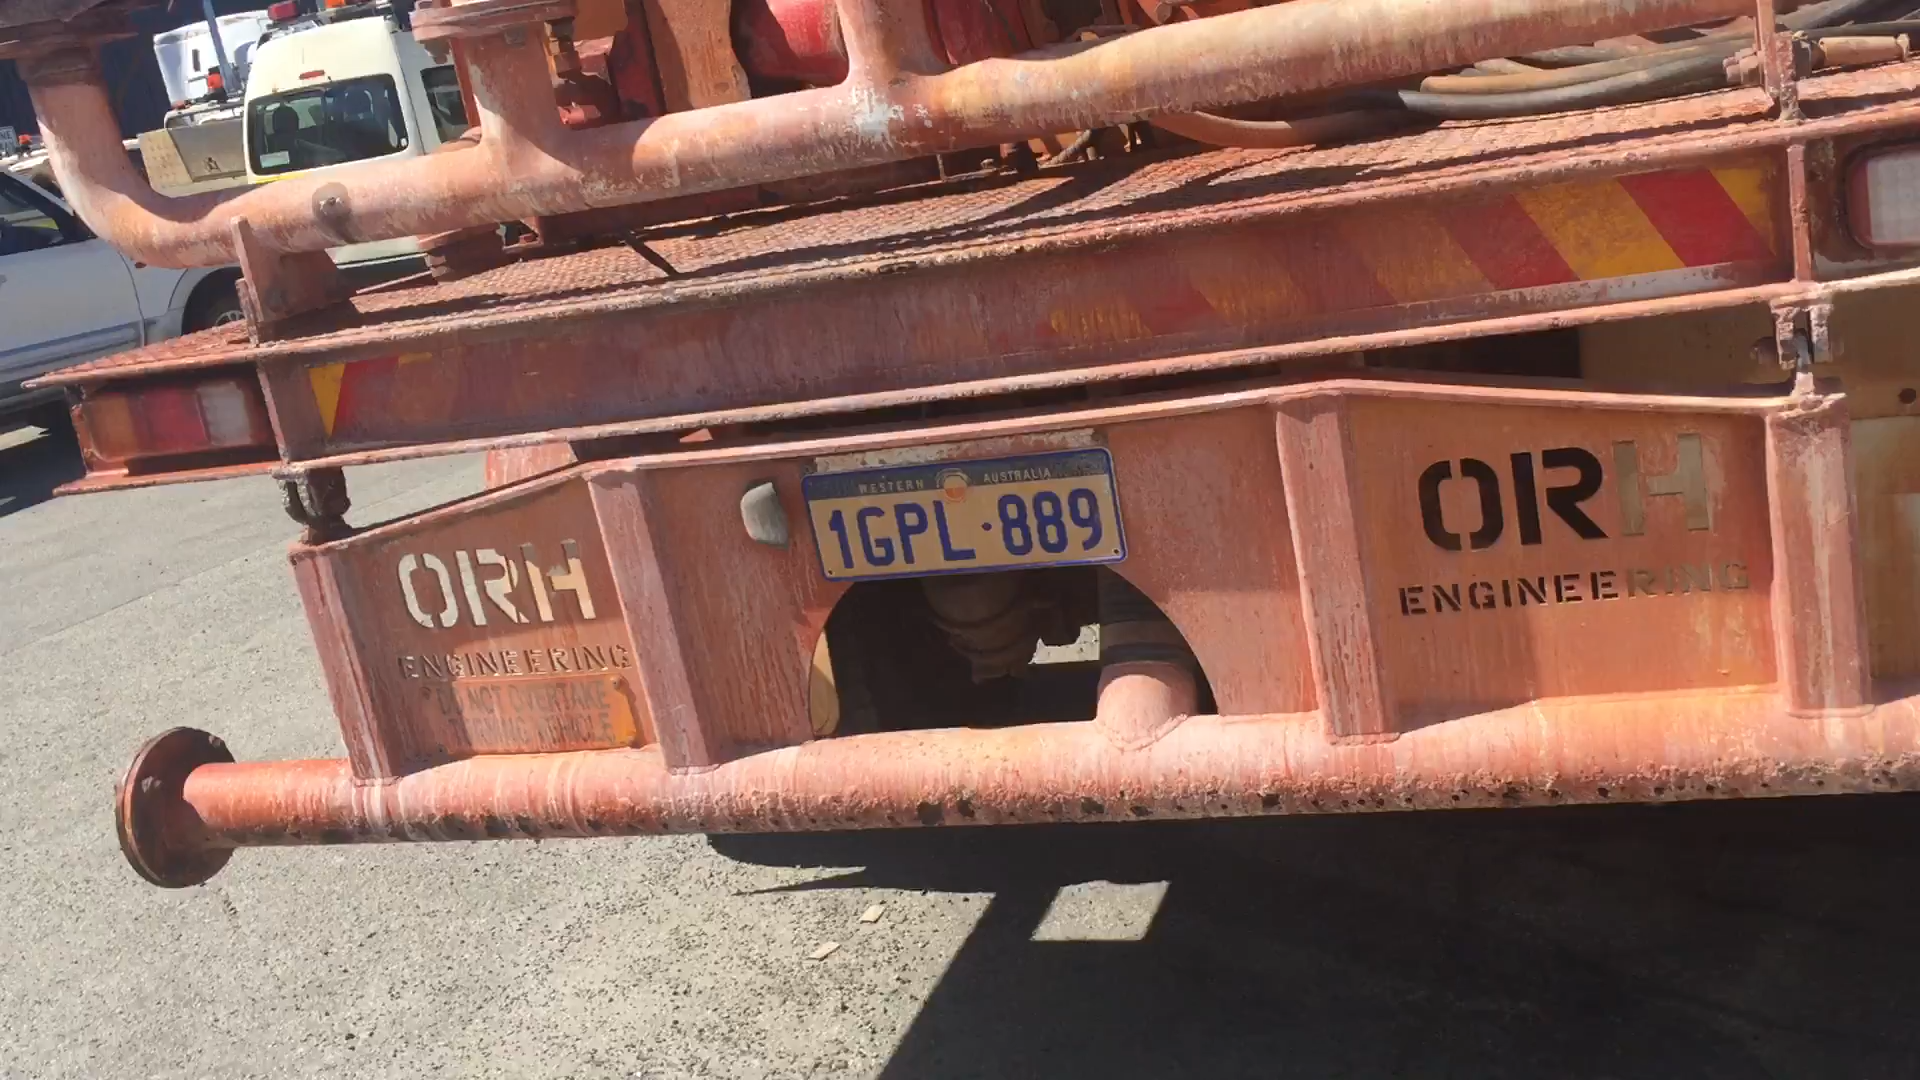 WESTERN AUSTRALIA
1GPL·889
ORH
ENGINEERING
DO NOT OVERTAKE
TURNING VEHICLE
ORH
ENGINEERING